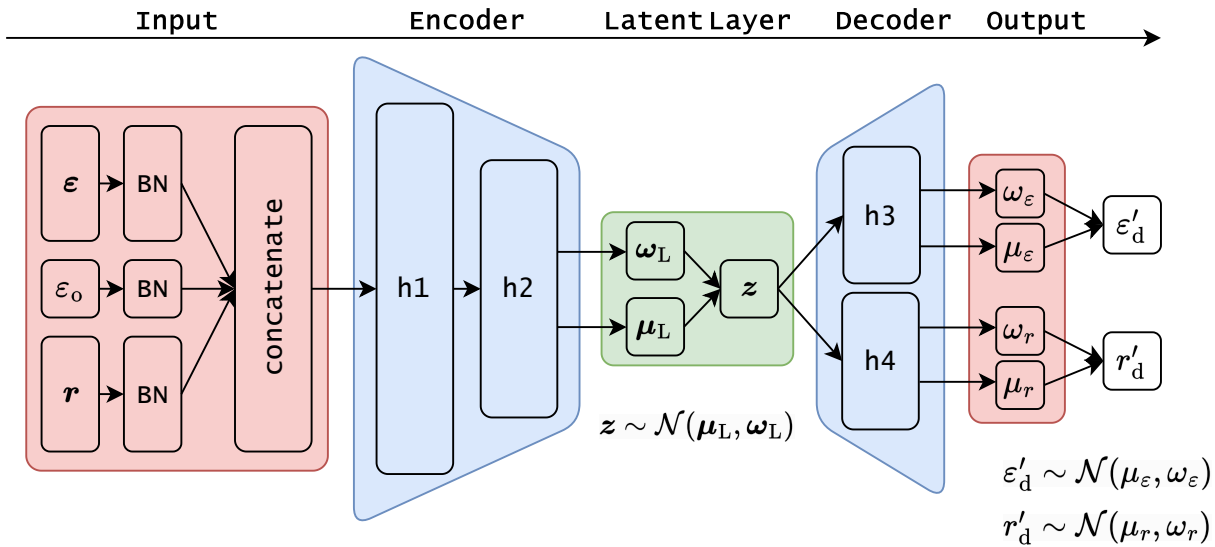 Input Encoder Latent Layer Decoder Output
ε BN
εₒ BN
r BN
concatenate
h1
h2
ω_L
μ_L
z
z ∼ 𝒩(μ_L, ω_L)
h3
h4
ω_ε
μ_ε
ω_r
μ_r
ε′_d
r′_d
ε′_d ∼ 𝒩(μ_ε, ω_ε)
r′_d ∼ 𝒩(μ_r, ω_r)